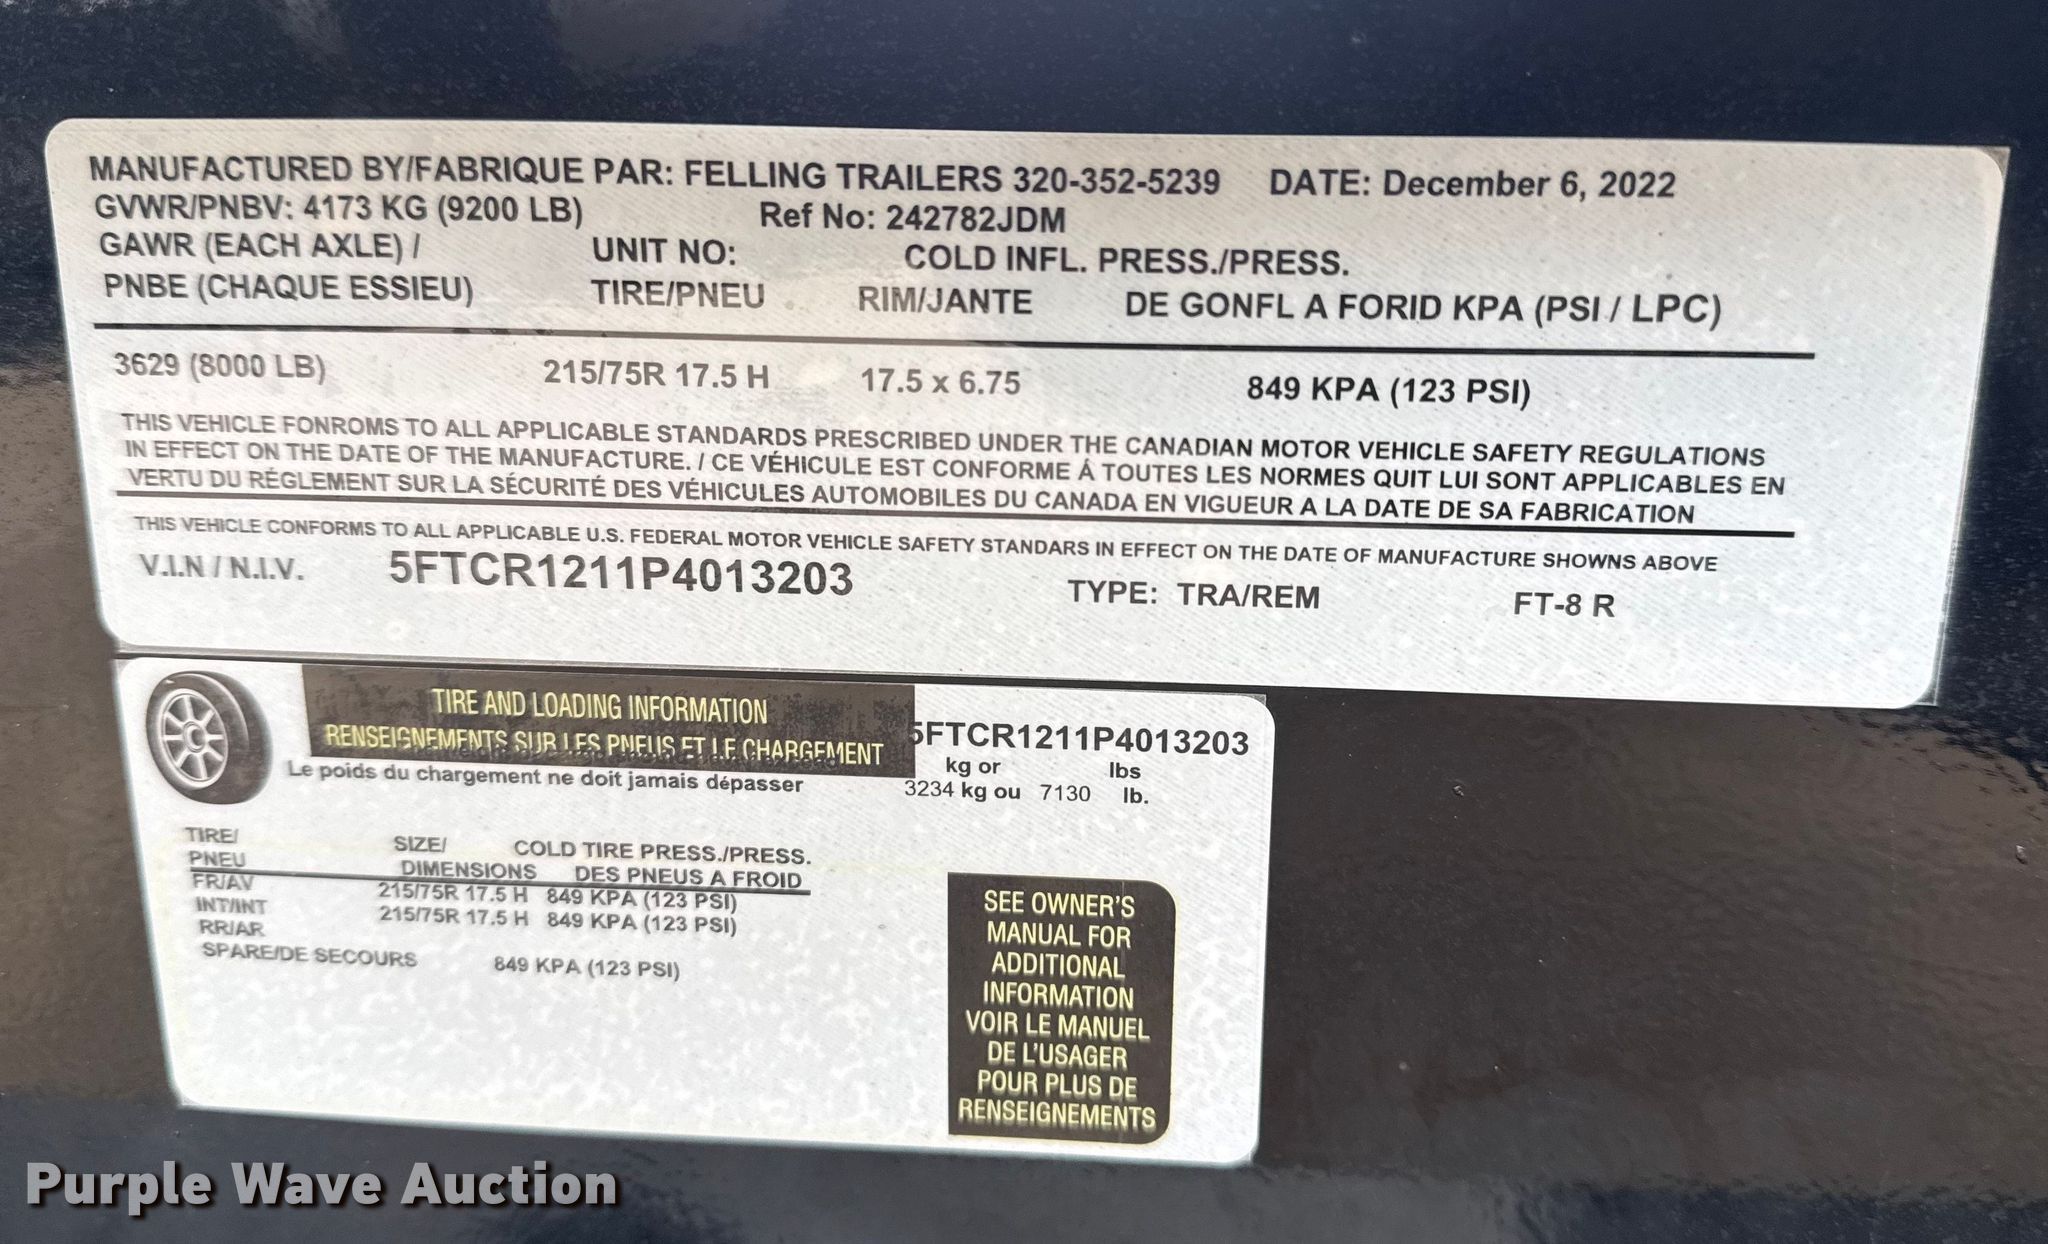 MANUFACTURED BY/FABRIQUE PAR: FELLING TRAILERS 320-352-5239 DATE: December 6, 2022
GVWR/PNBV: 4173 KG (9200 LB) Ref No: 242782JDM
GAWR (EACH AXLE) / UNIT NO: COLD INFL. PRESS./PRESS.
PNBE (CHAQUE ESSIEU) TIRE/PNEU RIM/JANTE DE GONFL A FORID KPA (PSI / LPC)
3629 (8000 LB) 215/75R 17.5 H 17.5 x 6.75 849 KPA (123 PSI)
THIS VEHICLE FONROMS TO ALL APPLICABLE STANDARDS PRESCRIBED UNDER THE CANADIAN MOTOR VEHICLE SAFETY REGULATIONS
IN EFFECT ON THE DATE OF THE MANUFACTURE. / CE VÉHICULE EST CONFORME Á TOUTES LES NORMES QUIT LUI SONT APPLICABLES EN
VERTU DU RÉGLEMENT SUR LA SÉCURITÉ DES VÉHICULES AUTOMOBILES DU CANADA EN VIGUEUR A LA DATE DE SA FABRICATION
THIS VEHICLE CONFORMS TO ALL APPLICABLE U.S. FEDERAL MOTOR VEHICLE SAFETY STANDARS IN EFFECT ON THE DATE OF MANUFACTURE SHOWNS ABOVE
V.I.N / N.I.V. 5FTCR1211P4013203 TYPE: TRA/REM FT-8 R
TIRE AND LOADING INFORMATION
RENSEIGNEMENTS SUR LES PNEUS ET LE CHARGEMENT
5FTCR1211P4013203
kg or lbs
Le poids du chargement ne doit jamais dépasser 3234 kg ou 7130 lb.
TIRE/ SIZE/ COLD TIRE PRESS./PRESS.
PNEU DIMENSIONS DES PNEUS A FROID
FR/AV 215/75R 17.5 H 849 KPA (123 PSI)
INT/INT 215/75R 17.5 H 849 KPA (123 PSI)
RR/AR
SPARE/DE SECOURS 849 KPA (123 PSI)
SEE OWNER'S
MANUAL FOR
ADDITIONAL
INFORMATION
VOIR LE MANUEL
DE L'USAGER
POUR PLUS DE
RENSEIGNEMENTS
Purple Wave Auction